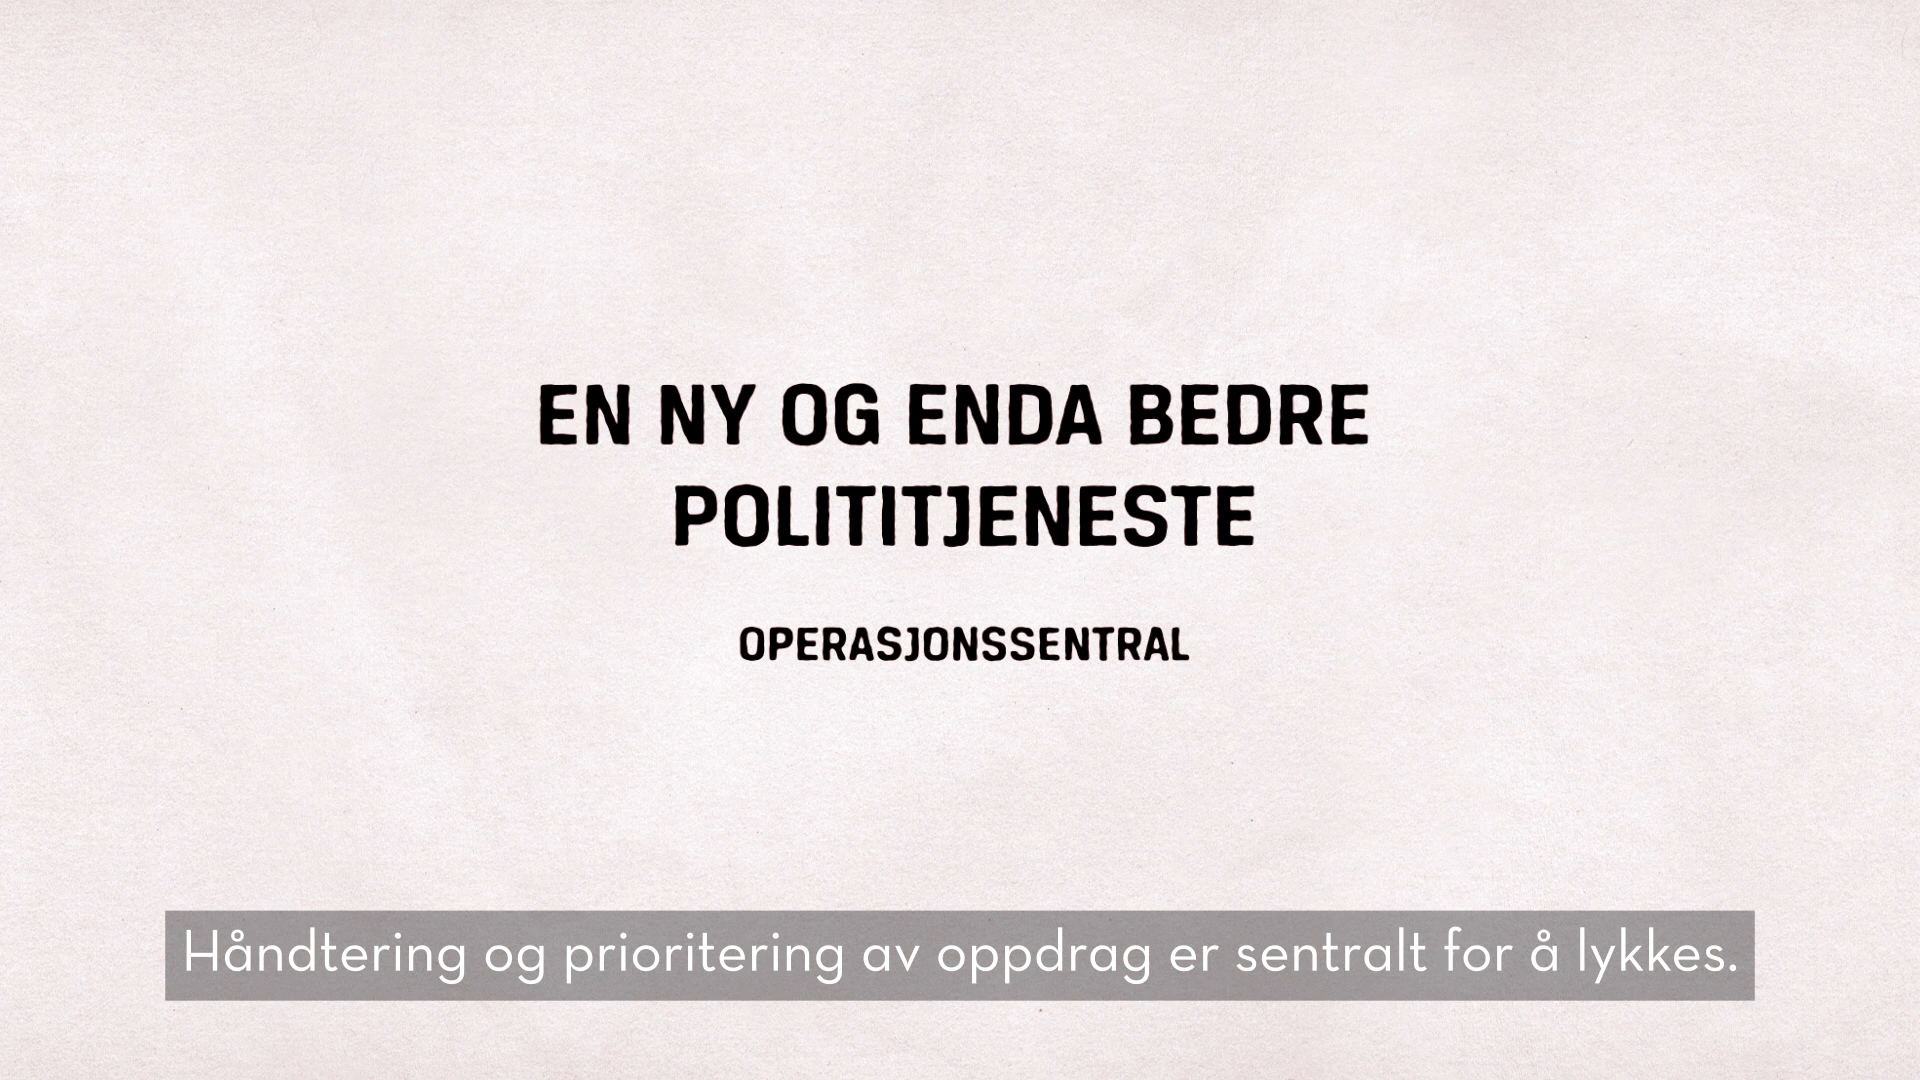 EN NY OG ENDA BEDRE
POLITITJENESTE
OPERASJONSSENTRAL
Håndtering og prioritering av oppdrag er sentralt for å lykkes.